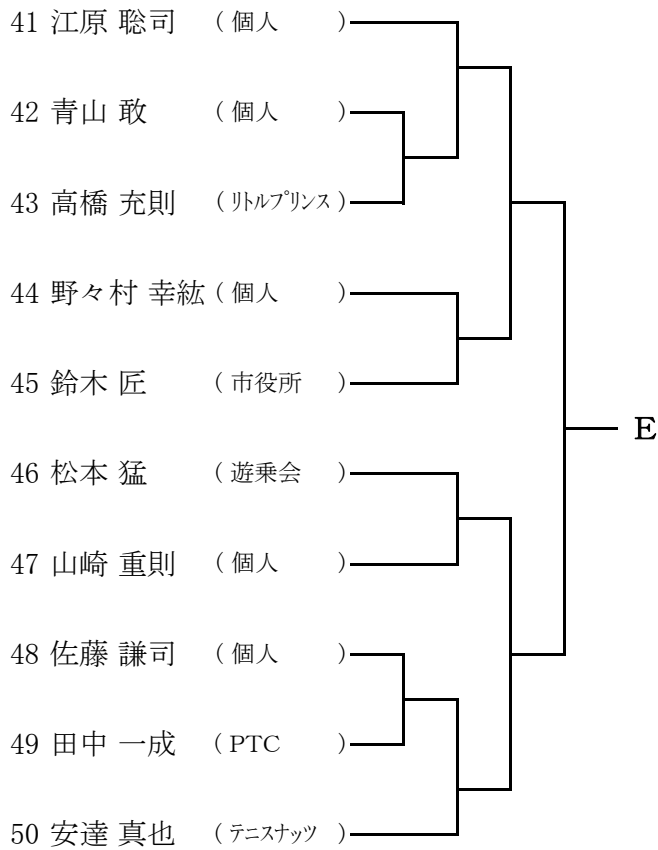 41 江原 聡司 ( 個人 )
42 青山 敢 ( 個人 )
43 高橋 充則 ( ﾘﾄﾙﾌﾟﾘﾝｽ )
44 野々村 幸紘 ( 個人 )
45 鈴木 匠 ( 市役所 )
E
46 松本 猛 ( 遊乗会 )
47 山崎 重則 ( 個人 )
48 佐藤 謙司 ( 個人 )
49 田中 一成 ( PTC )
50 安達 真也 ( ﾃﾆｽﾅｯﾂ )